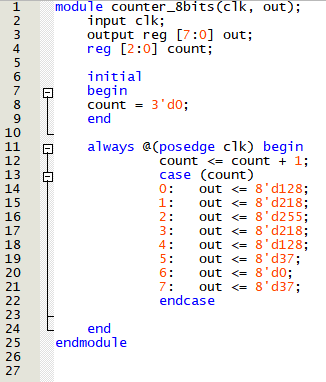 1 module counter_8bits(clk, out);
2 input clk;
3 output reg [7:0] out;
4 reg [2:0] count;
5
6 initial
7 begin
8 count = 3'd0;
9 end
10
11 always @(posedge clk) begin
12 count <= count + 1;
13 case (count)
14 0: out <= 8'd128;
15 1: out <= 8'd218;
16 2: out <= 8'd255;
17 3: out <= 8'd218;
18 4: out <= 8'd128;
19 5: out <= 8'd37;
20 6: out <= 8'd0;
21 7: out <= 8'd37;
22 endcase
23
24 end
25 endmodule
26
27